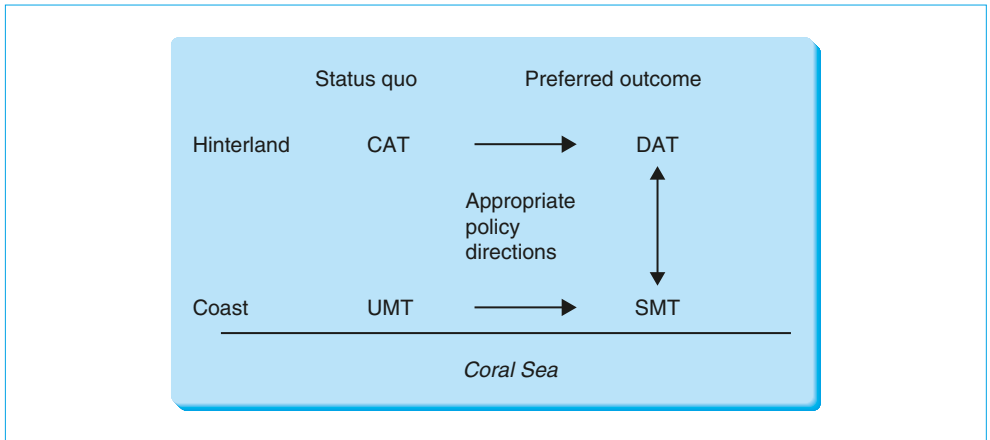 Status quo Preferred outcome
Hinterland CAT DAT
Appropriate
policy
directions
Coast UMT SMT
Coral Sea